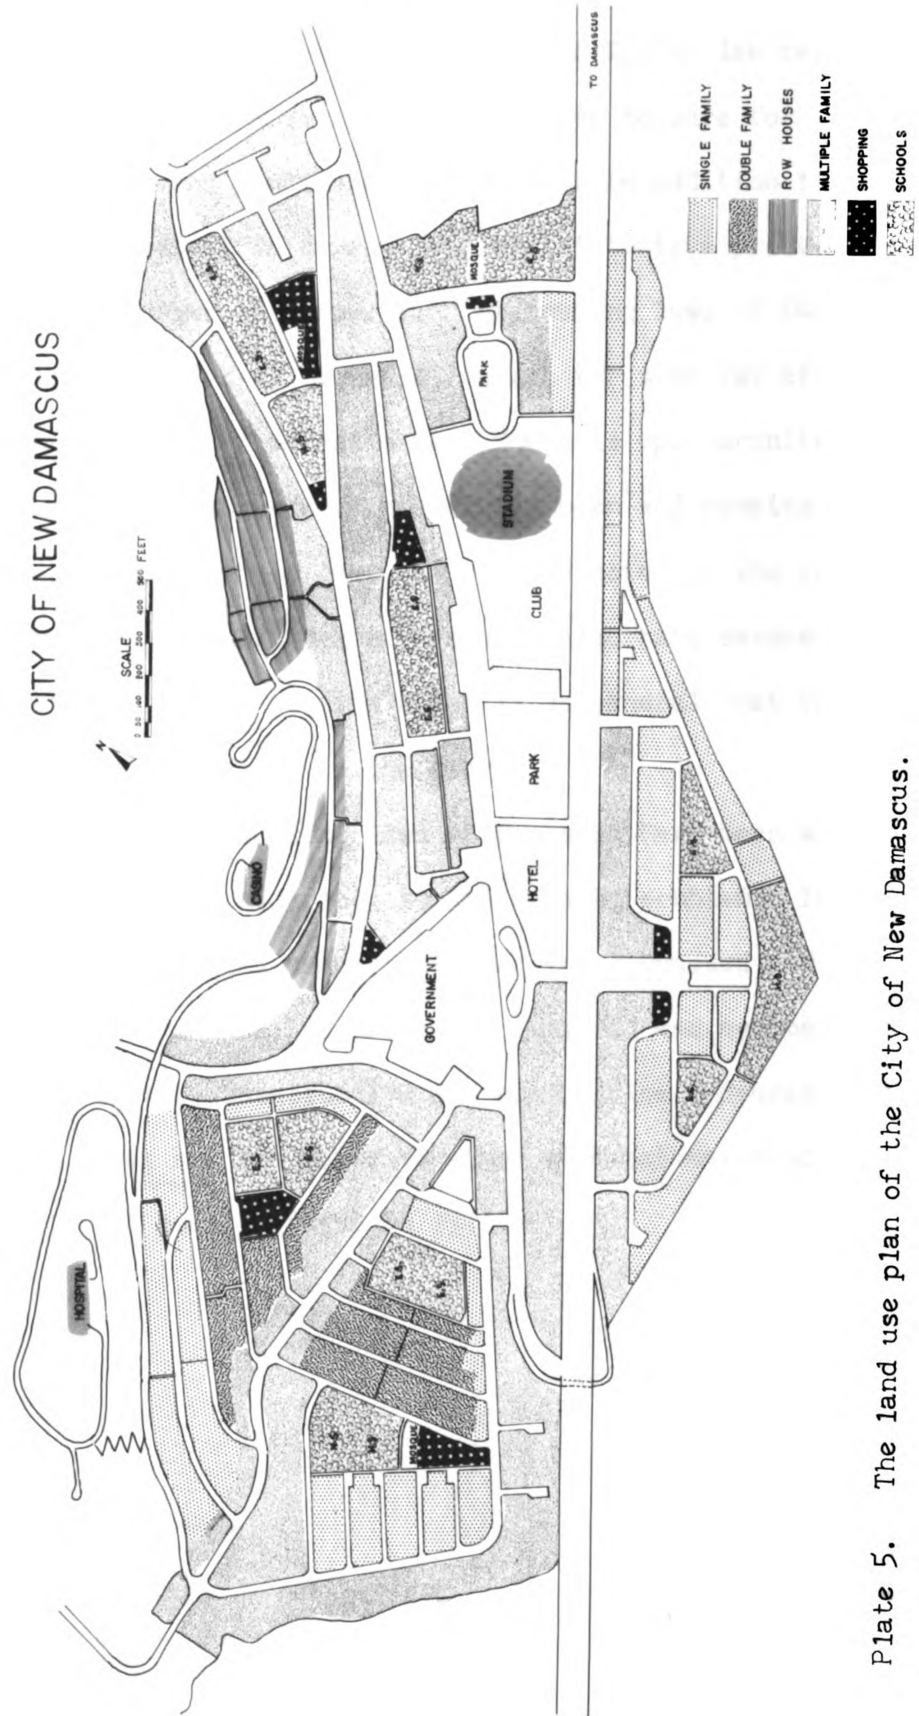 CITY OF NEW DAMASCUS
N
SCALE
400 500 FEET
HOSPITAL
CASINO
E.S.
E.S.
GOVERNMENT
HOTEL
PARK
CLUB
STADIUM
PARK
MOSQUE
MOSQUE
MOSQUE
E.S.
E.S.
H.S.
H.S.
TO DAMASCUS
SINGLE FAMILY
DOUBLE FAMILY
ROW HOUSES
MULTIPLE FAMILY
SHOPPING
SCHOOLS
Plate 5. The land use plan of the City of New Damascus.